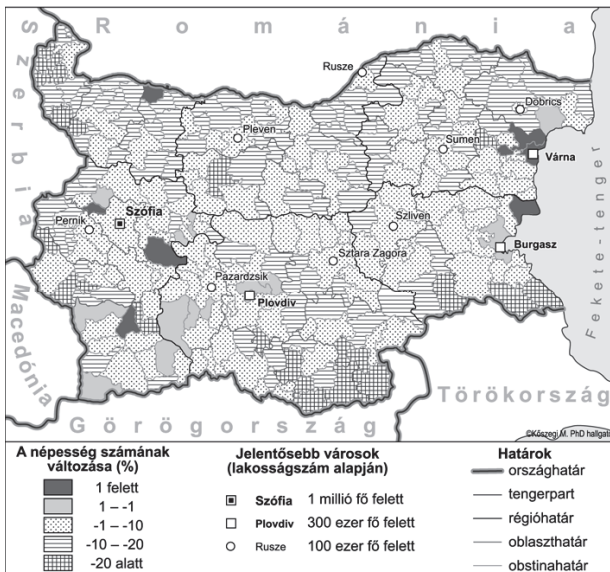 Románia
Szerbia
Rusze
Dobrics
Pleven
Sumen
Várna
Szófia
Pernik
Szliven
Burgasz
Sztara Zagora
Pazardzsik
Plovdiv
Fekete-tenger
Macedónia
Törökország
Görögország
©Kőszegi M. PhD hallgat
A népesség számának
változása (%)
1 felett
1 – -1
-1 – -10
-10 – -20
-20 alatt
Jelentősebb városok
(lakosságszám alapján)
Szófia 1 millió fő felett
Plovdiv 300 ezer fő felett
Rusze 100 ezer fő felett
Határok
országhatár
tengerpart
régióhatár
oblaszthatár
obstinahatár